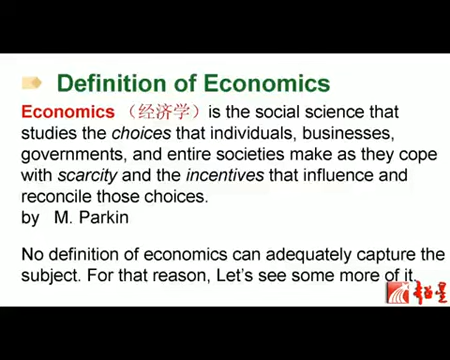 Definition of Economics
Economics （经济学） is the social science that
studies the choices that individuals, businesses,
governments, and entire societies make as they cope
with scarcity and the incentives that influence and
reconcile those choices.
by M. Parkin
No definition of economics can adequately capture the
subject. For that reason, Let's see some more of it.